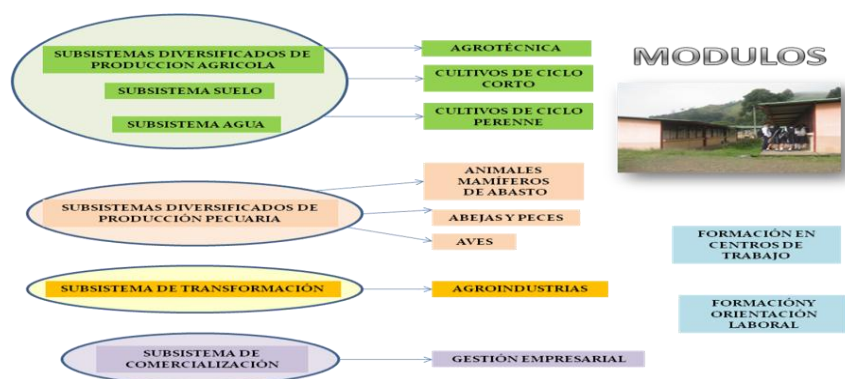 SUBSISTEMAS DIVERSIFICADOS DE
PRODUCCION AGRICOLA
SUBSISTEMA SUELO
SUBSISTEMA AGUA
AGROTÉCNICA
CULTIVOS DE CICLO
CORTO
CULTIVOS DE CICLO
PERENNE
MODULOS
SUBSISTEMAS DIVERSIFICADOS DE
PRODUCCIÓN PECUARIA
ANIMALES
MAMÍFEROS
DE ABASTO
ABEJAS Y PECES
AVES
FORMACIÓN EN
CENTROS DE
TRABAJO
SUBSISTEMA DE TRANSFORMACIÓN
AGROINDUSTRIAS
FORMACIÓNY
ORIENTACIÓN
LABORAL
SUBSISTEMA DE
COMERCIALIZACIÓN
GESTIÓN EMPRESARIAL